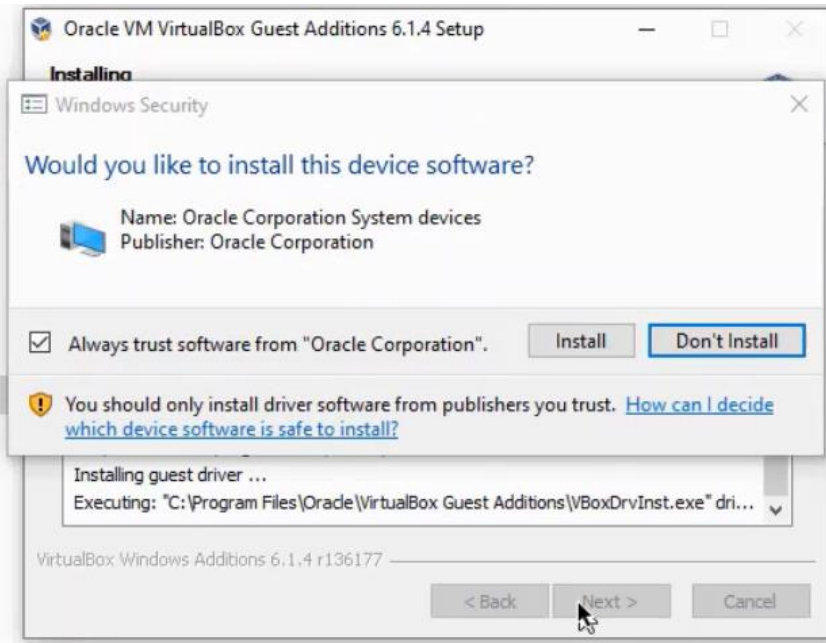 Oracle VM VirtualBox Guest Additions 6.1.4 Setup
Installing
Windows Security
Would you like to install this device software?
Name: Oracle Corporation System devices
Publisher: Oracle Corporation
Always trust software from "Oracle Corporation".
Install
Don't Install
You should only install driver software from publishers you trust. How can I decide
which device software is safe to install?
Installing guest driver ...
Executing: "C:\Program Files\Oracle\VirtualBox Guest Additions\VBoxDrvInst.exe" dri...
VirtualBox Windows Additions 6.1.4 r136177
< Back
Next >
Cancel